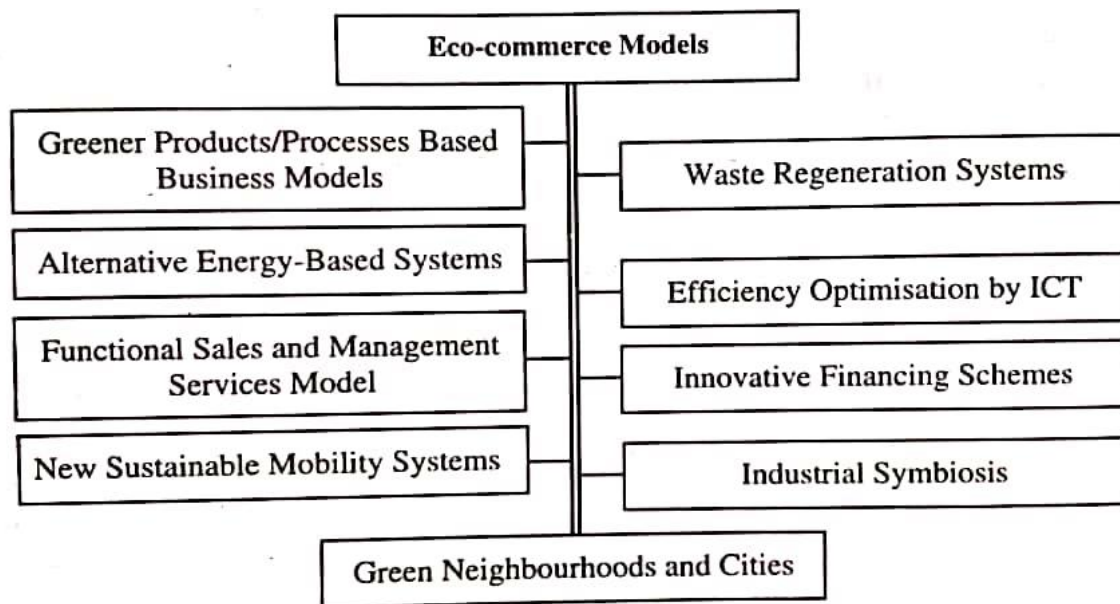 Eco-commerce Models
Greener Products/Processes Based
Business Models
Waste Regeneration Systems
Alternative Energy-Based Systems
Efficiency Optimisation by ICT
Functional Sales and Management
Services Model
Innovative Financing Schemes
New Sustainable Mobility Systems
Industrial Symbiosis
Green Neighbourhoods and Cities